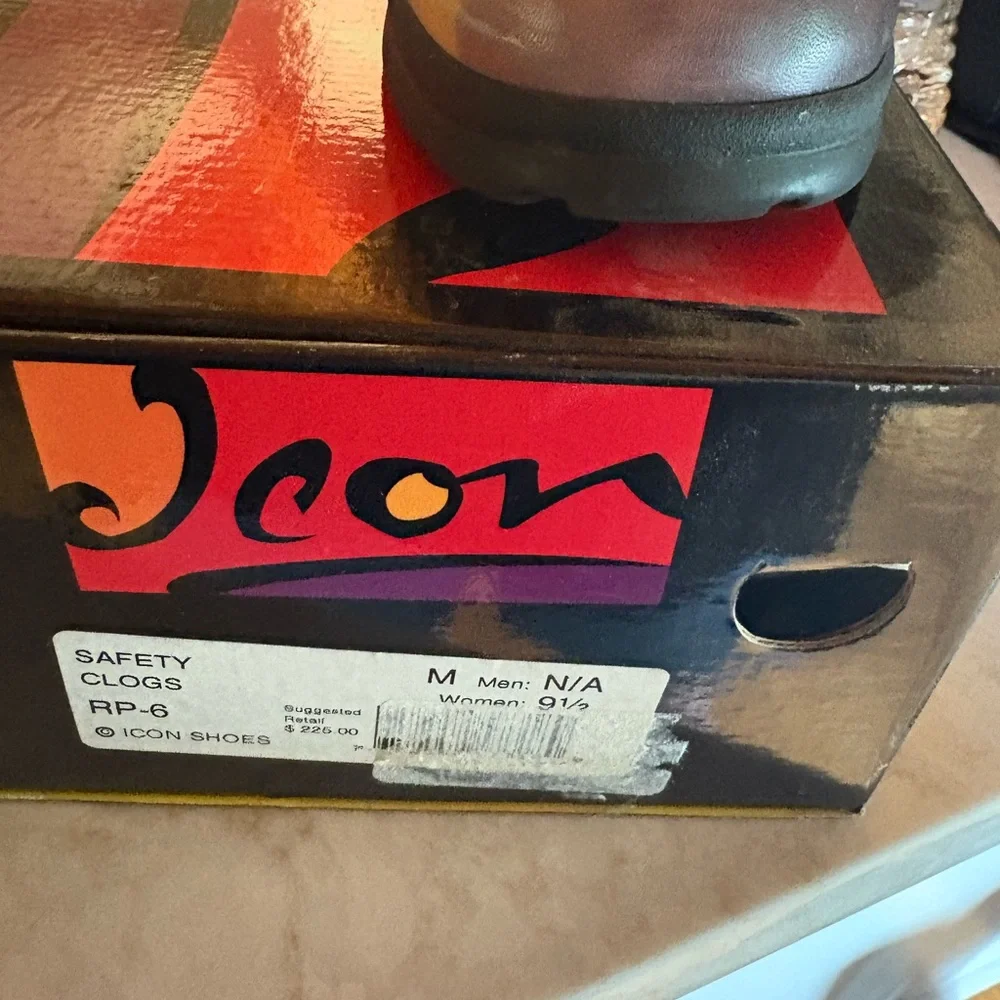 Icon
SAFETY
CLOGS
RP-6
© ICON SHOES
Suggested
Retail
$ 225.00
M Men: N/A
Women: 9½